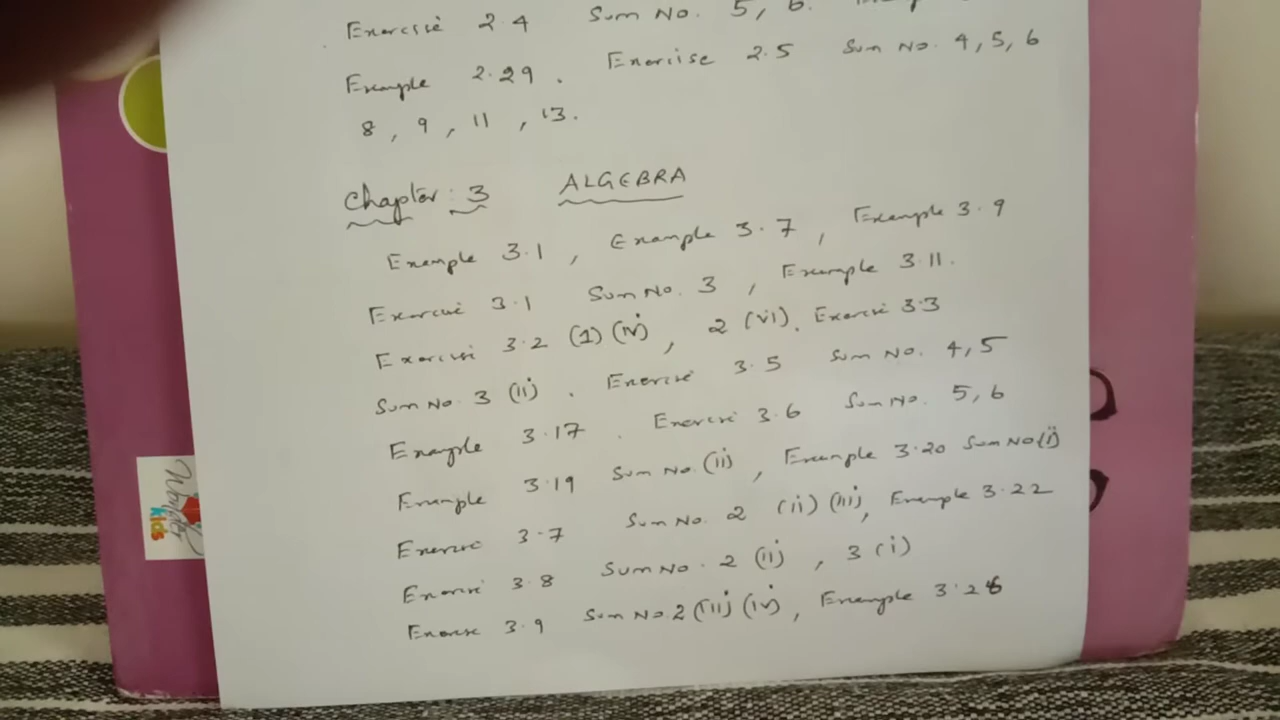 Exercise 2.4 Sum No. 5, 6.
Example 2.29. Exercise 2.5 Sum No. 4, 5, 6
8, 9, 11, 13.
Chapter: 3 ALGEBRA
Example 3.1, Example 3.7, Example 3.9
Exercise 3.1 Sum No. 3, Example 3.11.
Exercise 3.2 (1) (iv), 2 (vi). Exercise 3.3
Sum No. 3 (ii). Exercise 3.5 Sum No. 4, 5
Example 3.17. Exercise 3.6 Sum No. 5, 6
Example 3.19 Sum No. (ii), Example 3.20 Sum No (ii)
Exercise 3.7 Sum No. 2 (ii) (iii), Example 3.22
Exercise 3.8 Sum No. 2 (ii), 3 (i)
Exercise 3.9 Sum No. 2 (iii) (iv), Example 3.26
Wonder
kids